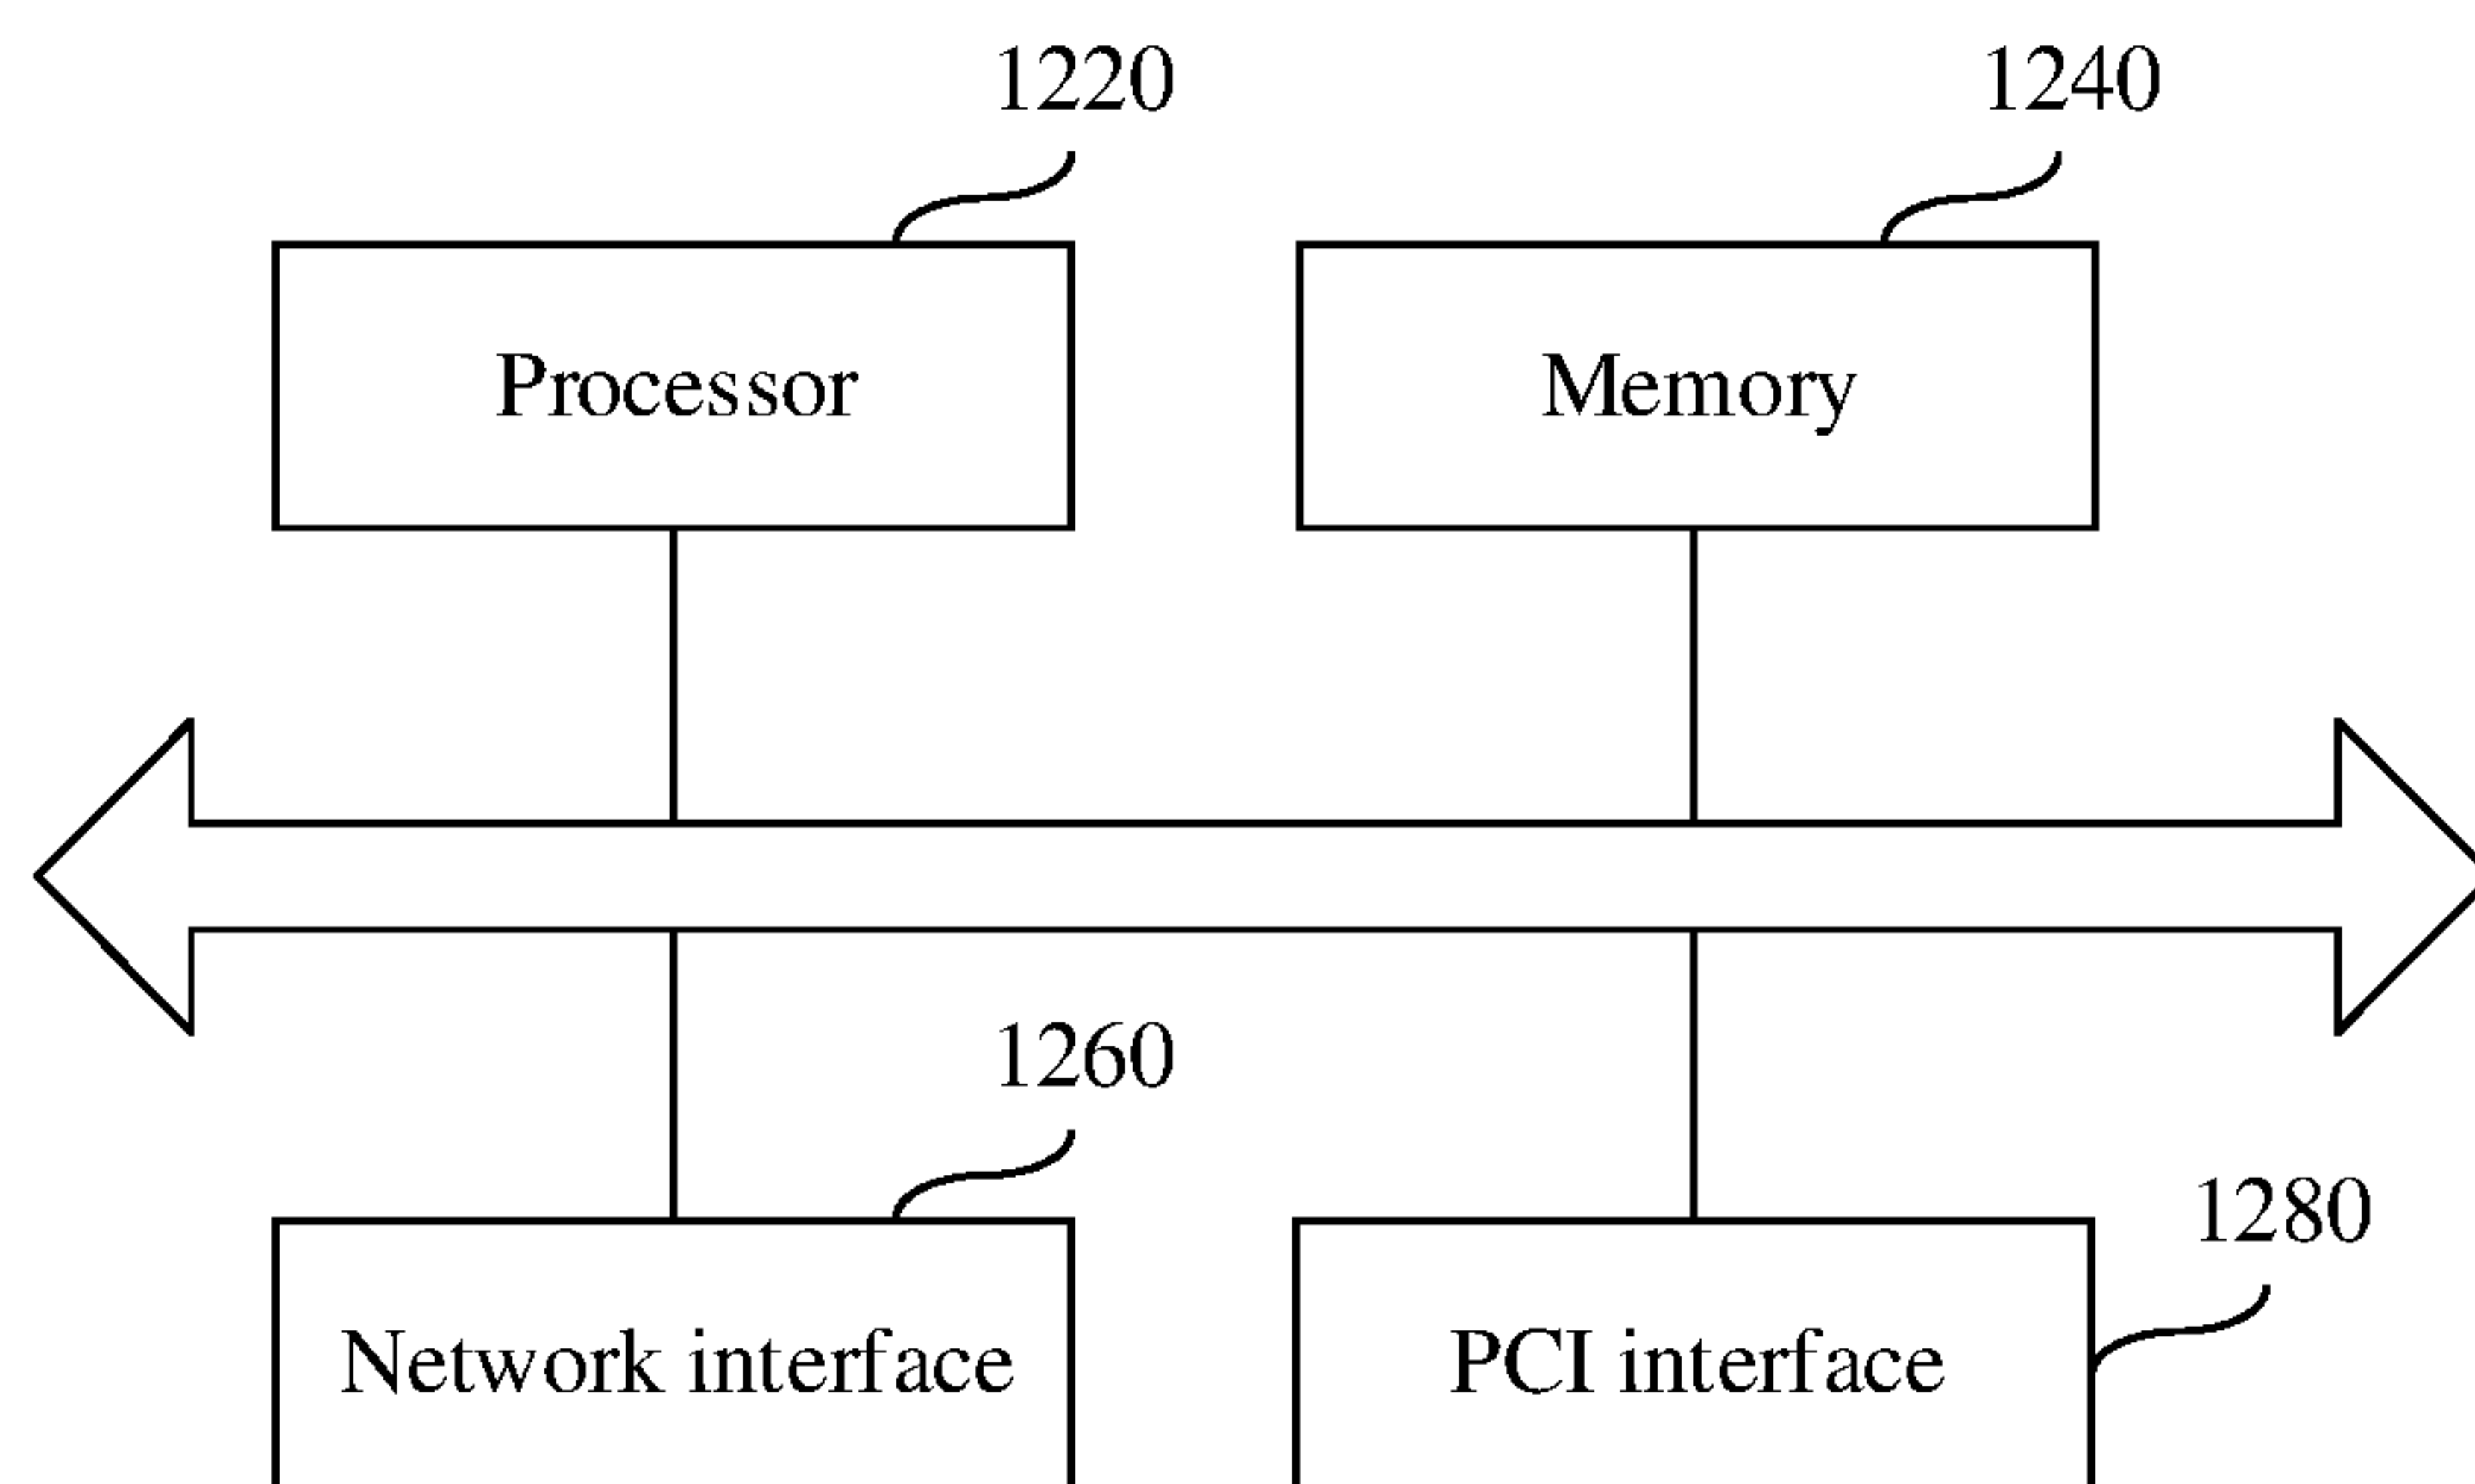 1220
1240
Processor
Memory
1260
1280
Network interface
PCI interface